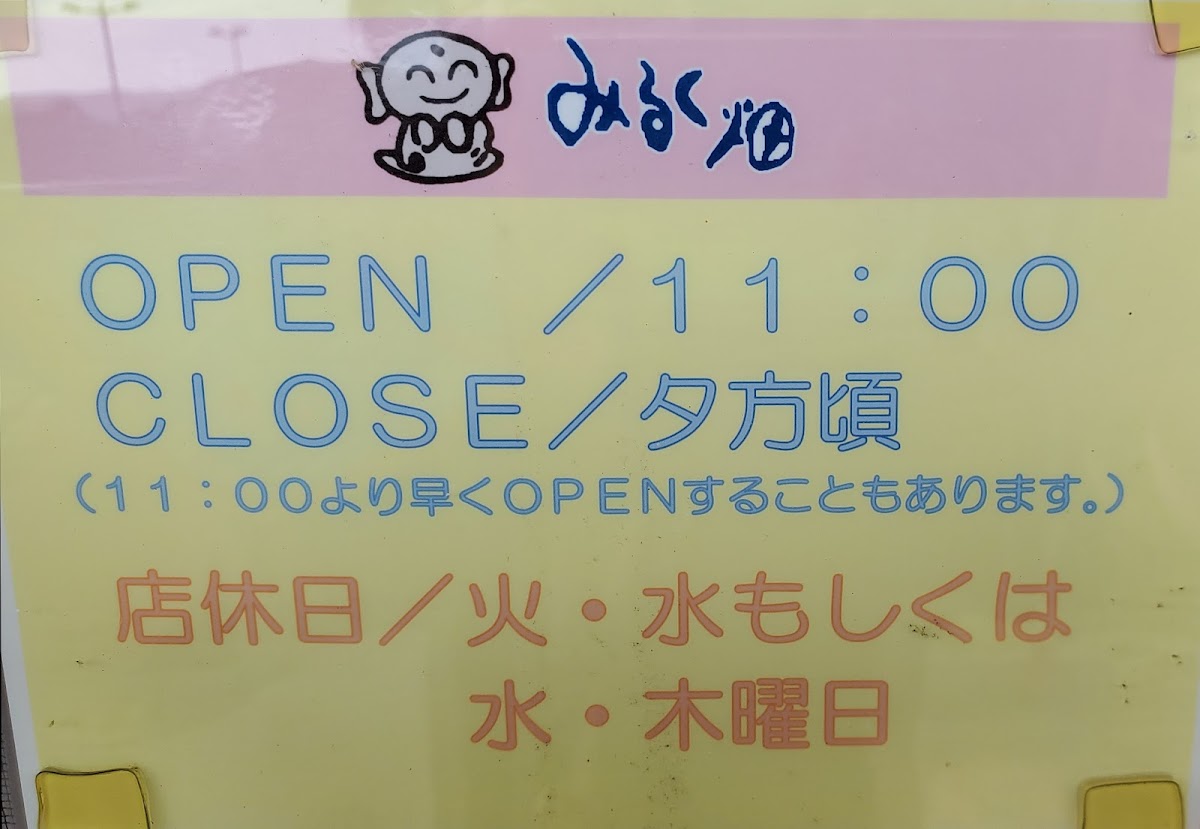 みるく畑
OPEN ／11：00
CLOSE／夕方頃
（11：00より早くOPENすることもあります。）
店休日／火・水もしくは
水・木曜日